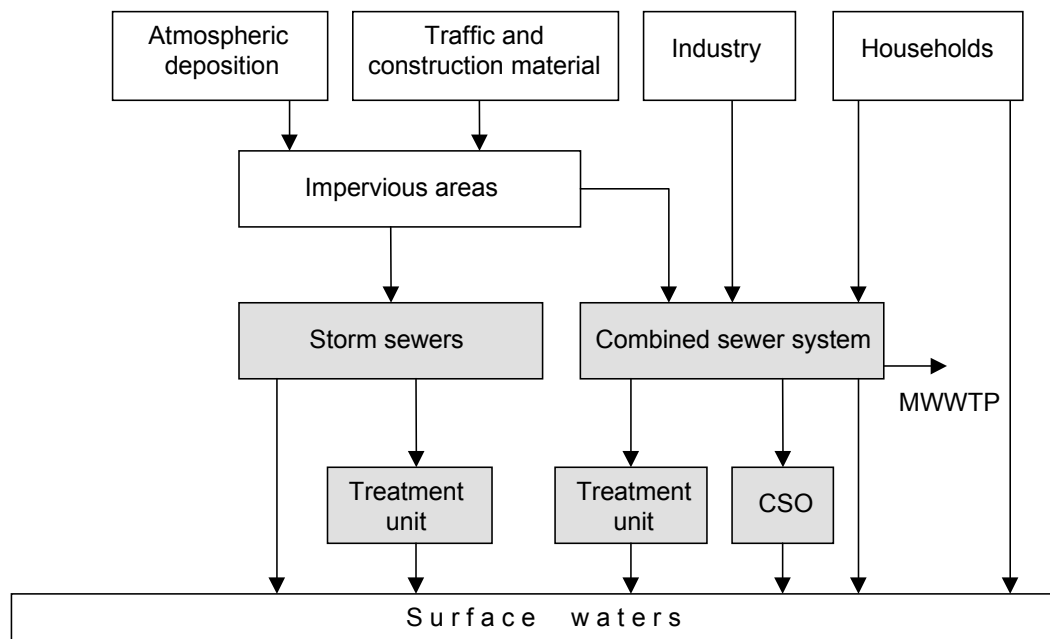 Atmospheric
deposition
Traffic and
construction material
Industry
Households
Impervious areas
Storm sewers
Combined sewer system
MWWTP
Treatment
unit
Treatment
unit
CSO
Surface waters